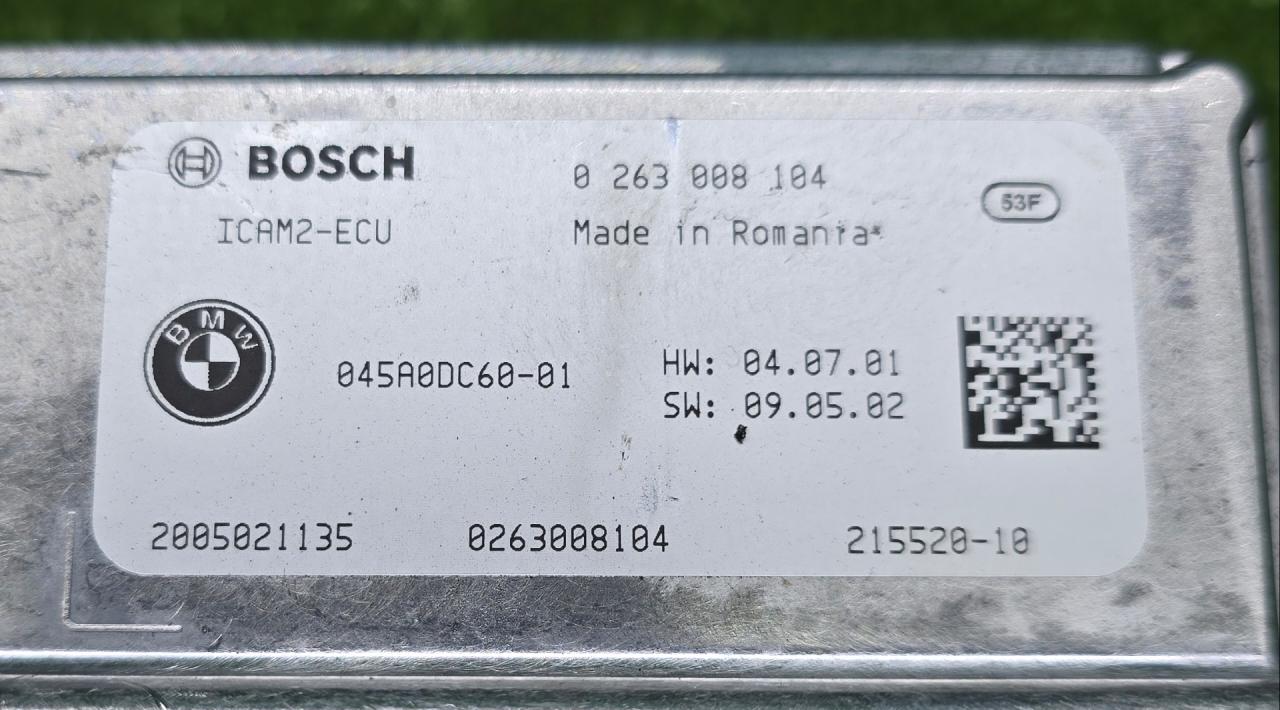 BOSCH 0 263 008 104
53F
ICAM2-ECU Made in Romania*
BMW
045A0DC60-01 HW: 04.07.01
SW: 09.05.02
2005021135 0263008104 215520-10